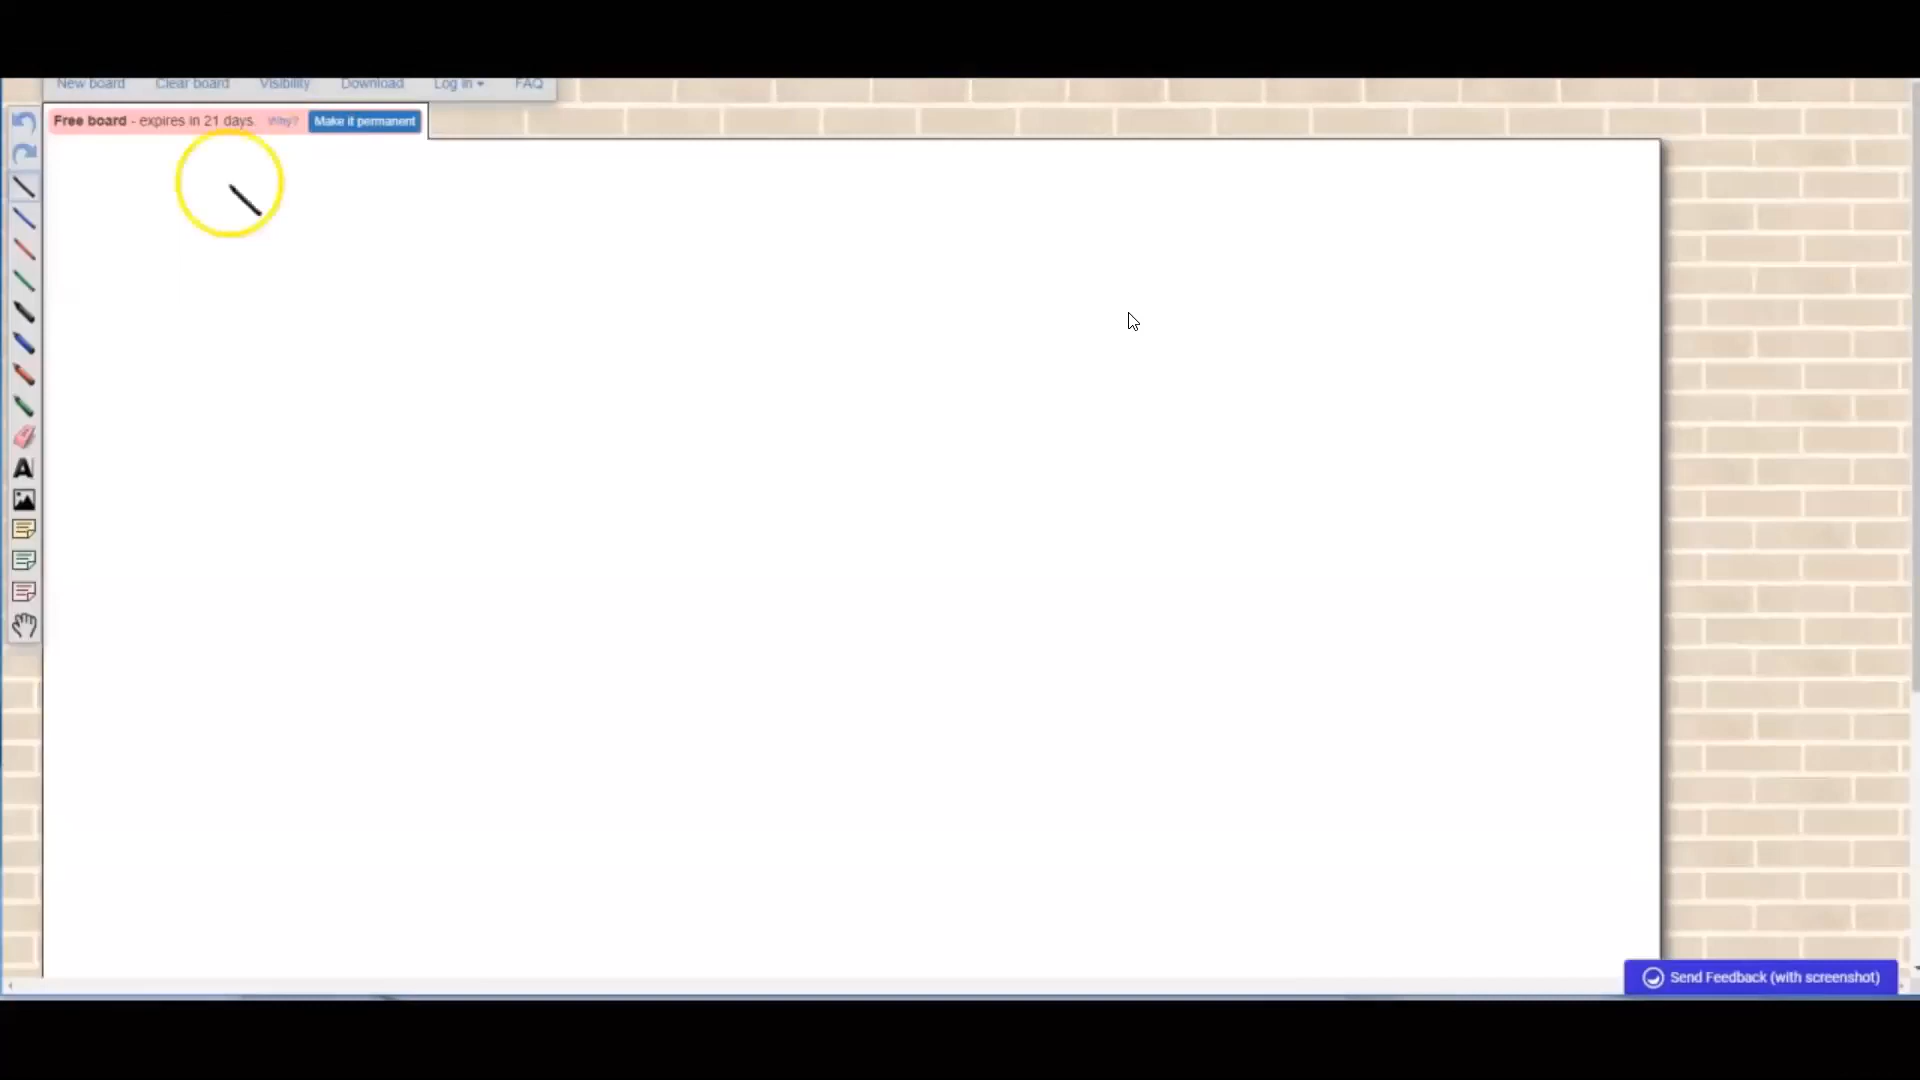 New board Clear board Visibility Download Log in FAQ
Free board - expires in 21 days. Why? Make it permanent
A
Send Feedback (with screenshot)